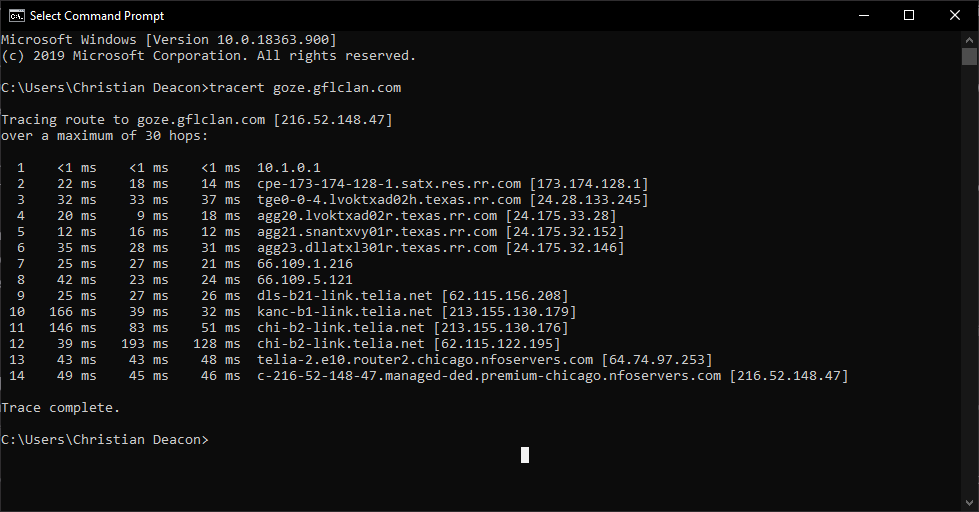 Select Command Prompt
Microsoft Windows [Version 10.0.18363.900]
(c) 2019 Microsoft Corporation. All rights reserved.
C:\Users\Christian Deacon>tracert goze.gflclan.com
Tracing route to goze.gflclan.com [216.52.148.47]
over a maximum of 30 hops:
1 <1 ms <1 ms <1 ms 10.1.0.1
2 22 ms 18 ms 14 ms cpe-173-174-128-1.satx.res.rr.com [173.174.128.1]
3 32 ms 33 ms 37 ms tge0-0-4.lvoktxad02h.texas.rr.com [24.28.133.245]
4 20 ms 9 ms 18 ms agg20.lvoktxad02r.texas.rr.com [24.175.33.28]
5 12 ms 16 ms 12 ms agg21.snantxvy01r.texas.rr.com [24.175.32.152]
6 35 ms 28 ms 31 ms agg23.dllatxl301r.texas.rr.com [24.175.32.146]
7 25 ms 27 ms 21 ms 66.109.1.216
8 42 ms 23 ms 24 ms 66.109.5.121
9 25 ms 27 ms 26 ms dls-b21-link.telia.net [62.115.156.208]
10 166 ms 39 ms 32 ms kanc-b1-link.telia.net [213.155.130.179]
11 146 ms 83 ms 51 ms chi-b2-link.telia.net [213.155.130.176]
12 39 ms 193 ms 128 ms chi-b2-link.telia.net [62.115.122.195]
13 43 ms 43 ms 48 ms telia-2.e10.router2.chicago.nfoservers.com [64.74.97.253]
14 49 ms 45 ms 46 ms c-216-52-148-47.managed-ded.premium-chicago.nfoservers.com [216.52.148.47]
Trace complete.
C:\Users\Christian Deacon>